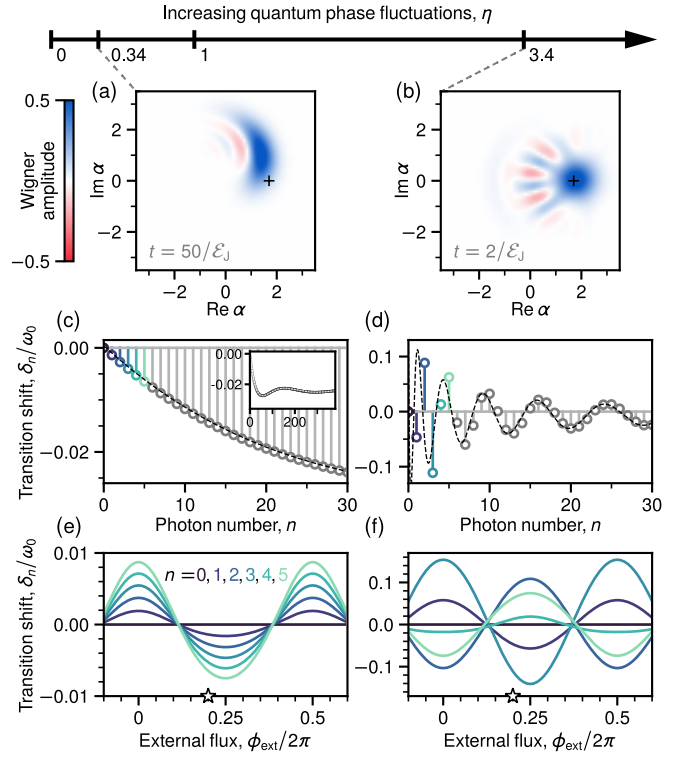 Increasing quantum phase fluctuations, η
0 0.34 1 3.4
(a) (b)
0.5
−0.5
Wigner
amplitude
Im α
2
0
−2
t = 50/ℰJ
−2 0 2
Re α
Im α
2
0
−2
t = 2/ℰJ
−2 0 2
Re α
(c) (d)
Transition shift, δn/ω0
0.00
−0.02
0.00
-0.02
0 200
0 10 20 30
Photon number, n
0.1
0.0
−0.1
0 10 20 30
Photon number, n
(e) (f)
Transition shift, δn/ω0
0.01
0.00
−0.01
n = 0, 1, 2, 3, 4, 5
0 0.25 0.5
External flux, ϕext/2π
0.1
0.0
−0.1
0 0.25 0.5
External flux, ϕext/2π